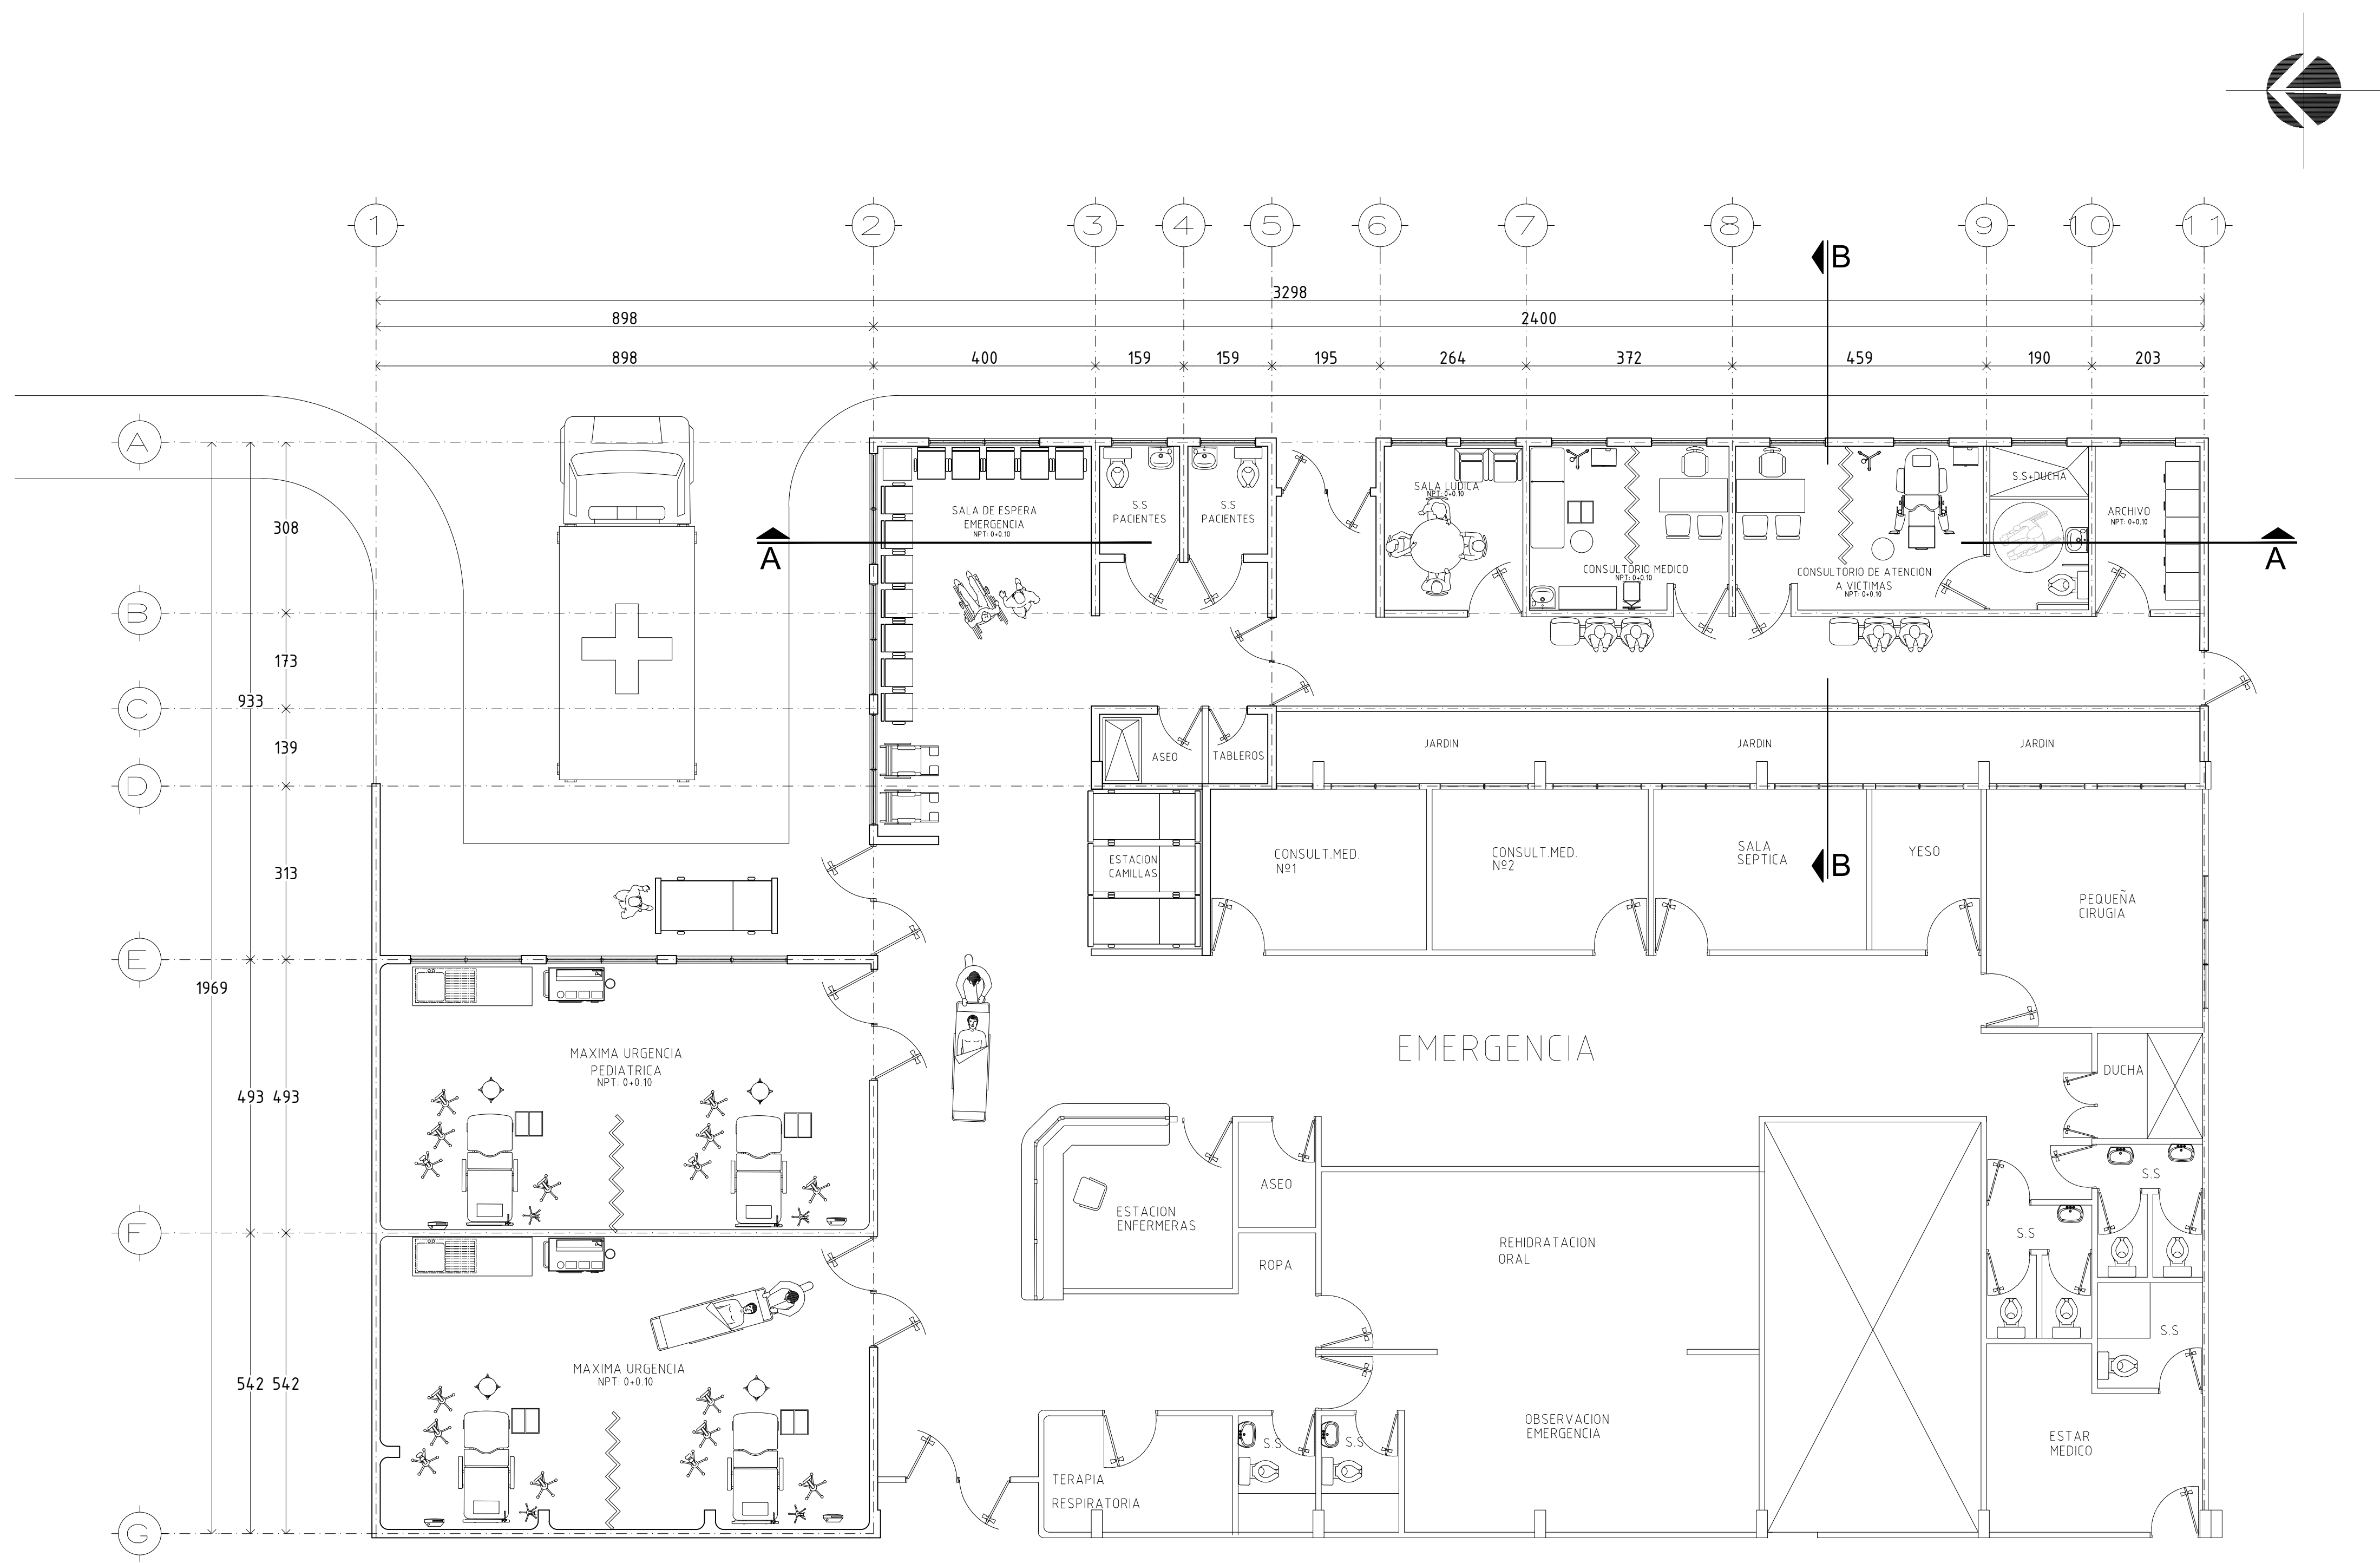 1 2 3 4 5 6 7 8 9 10 11
B
3298
898 2400
898 400 159 159 195 264 372 459 190 203
A
308
B
173
933
C
139
D
313
E
1969
493 493
F
542 542
G
A
A
SALA DE ESPERA
EMERGENCIA
NPT: 0+0.10
S.S
PACIENTES
S.S
PACIENTES
SALA LUDICA
NPT: 0+0.10
CONSULTORIO MEDICO
NPT: 0+0.10
CONSULTORIO DE ATENCION
A VICTIMAS
NPT: 0+0.10
S.S+DUCHA
ARCHIVO
NPT: 0+0.10
ASEO
TABLEROS
JARDIN
JARDIN
JARDIN
ESTACION
CAMILLAS
CONSULT.MED.
Nº1
CONSULT.MED.
Nº2
SALA
SEPTICA
B
YESO
PEQUEÑA
CIRUGIA
EMERGENCIA
MAXIMA URGENCIA
PEDIATRICA
NPT: 0+0.10
DUCHA
ESTACION
ENFERMERAS
ASEO
ROPA
REHIDRATACION
ORAL
S.S
S.S
S.S
MAXIMA URGENCIA
NPT: 0+0.10
OBSERVACION
EMERGENCIA
ESTAR
MEDICO
TERAPIA
RESPIRATORIA
S.S
S.S